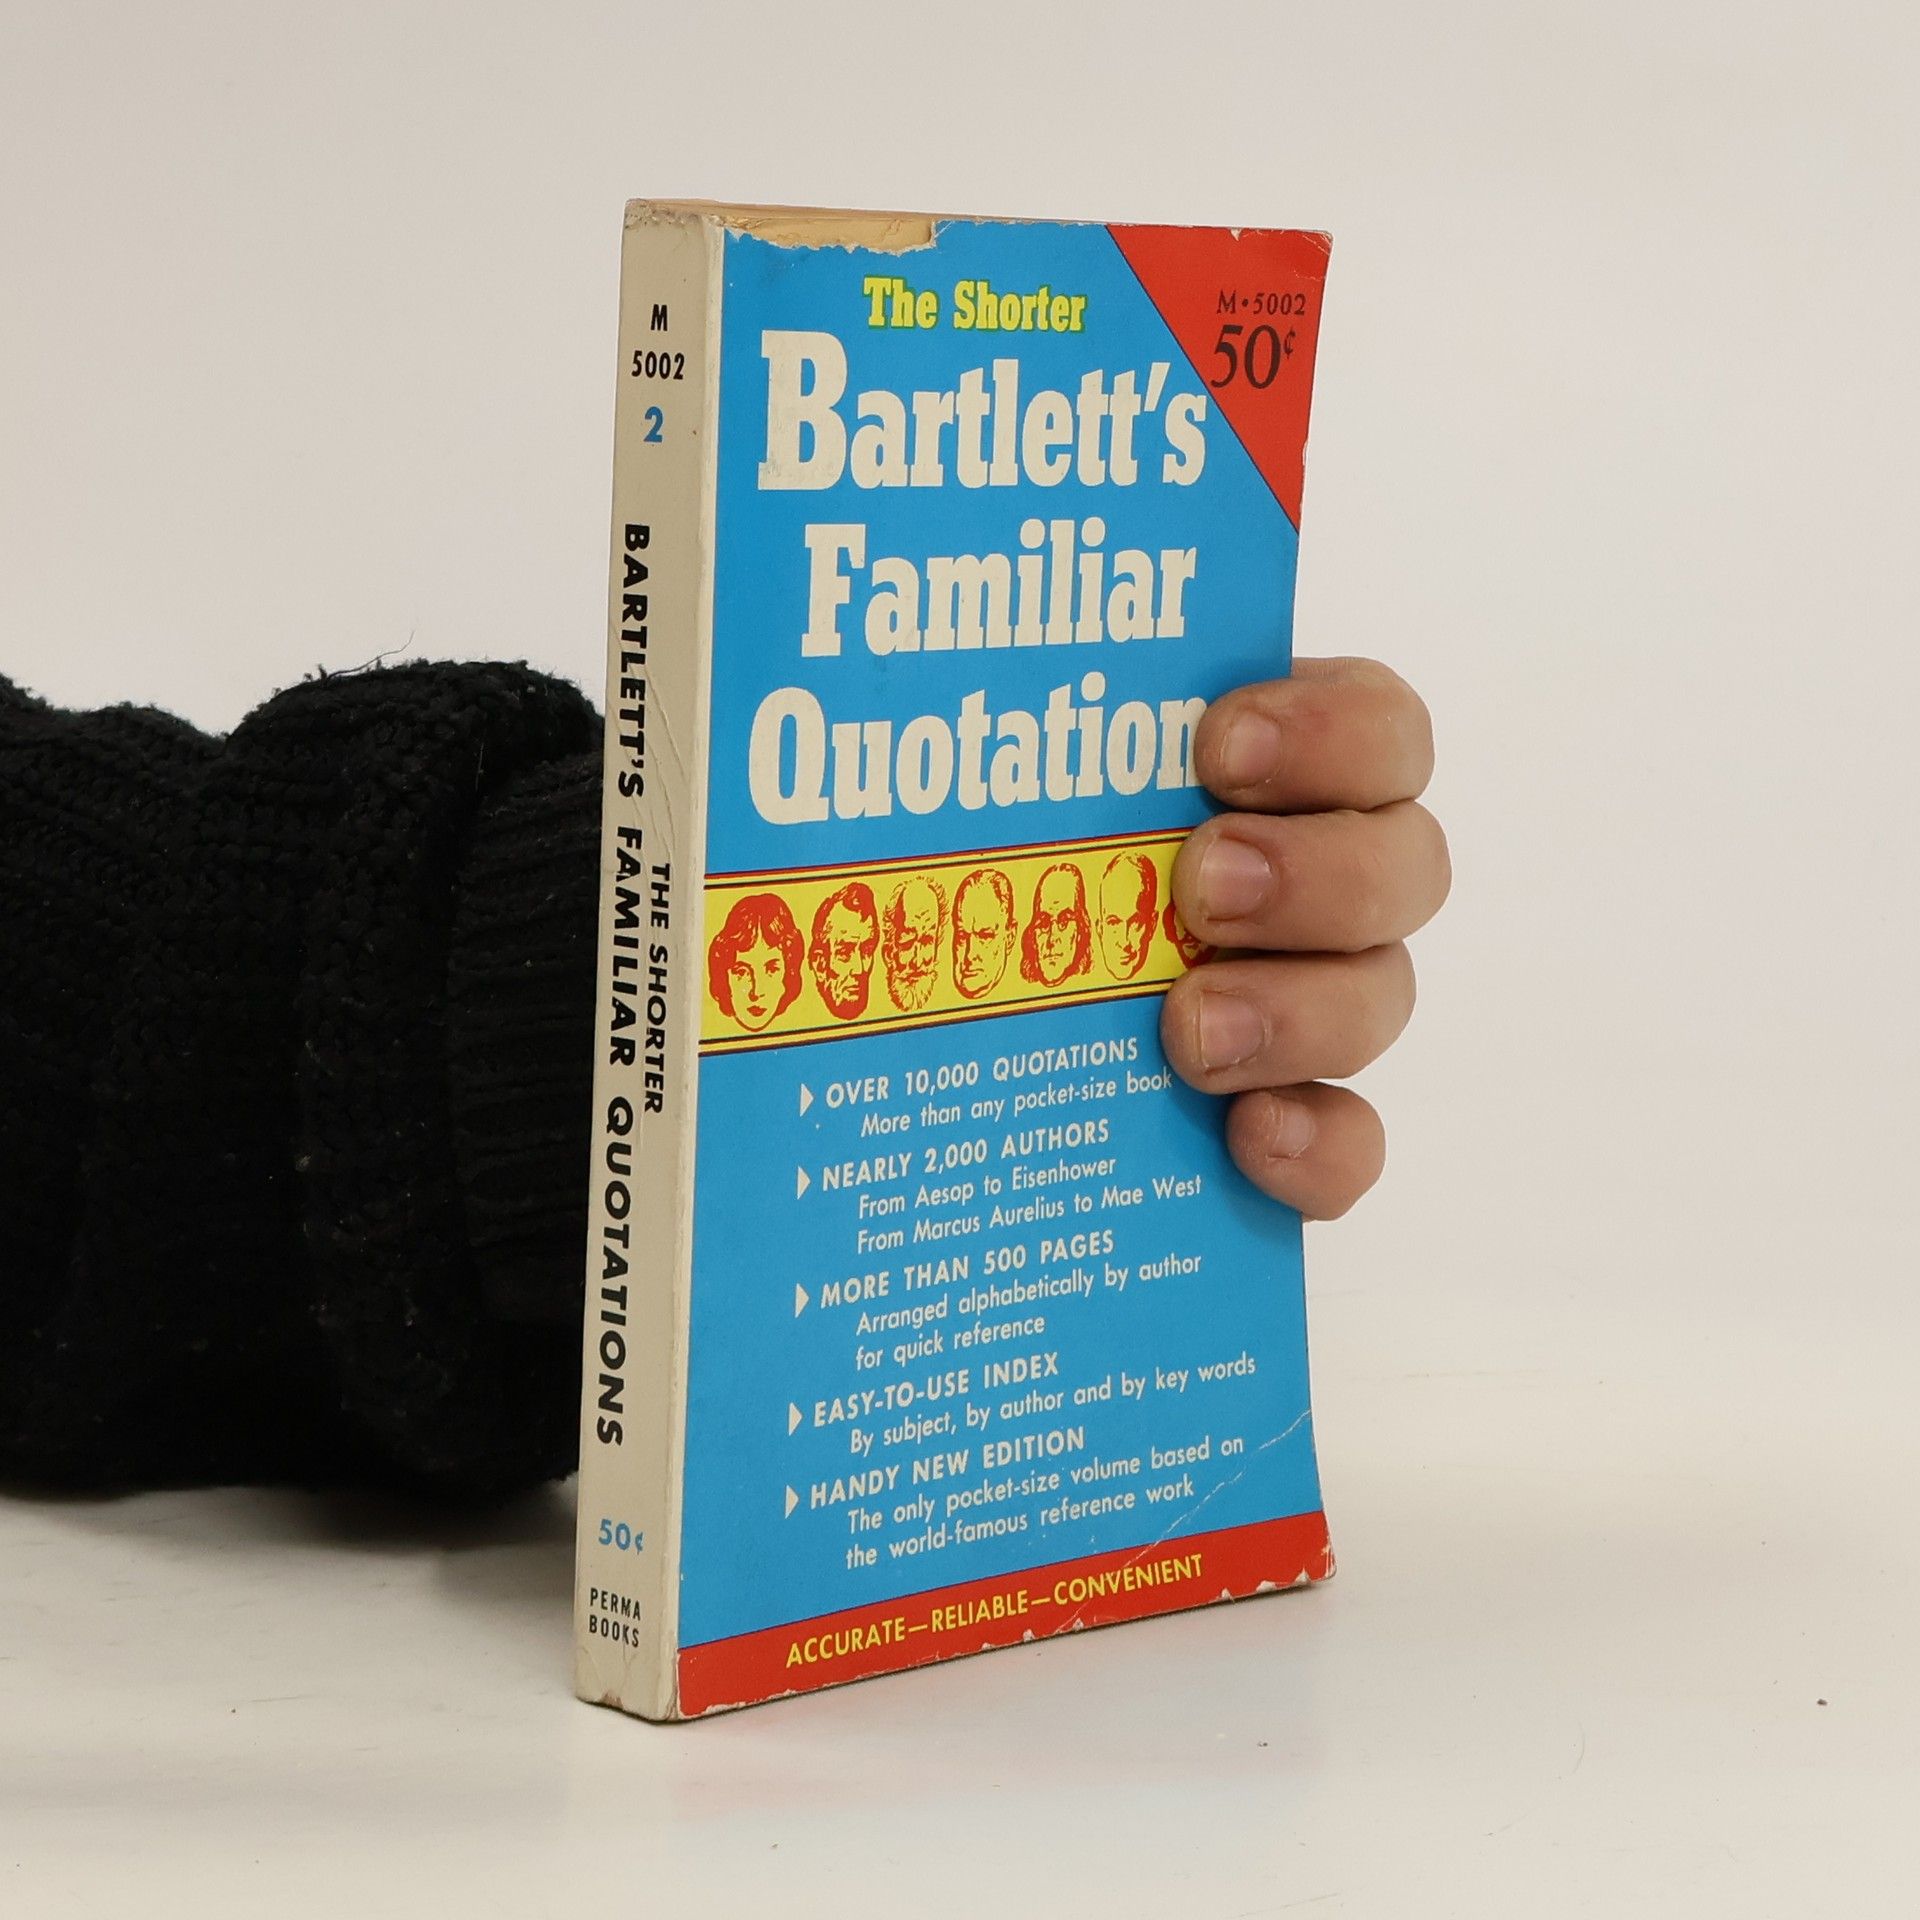 M
5002
2
THE SHORTER
BARTLETT'S FAMILIAR QUOTATIONS
50¢
PERMA
BOOKS
The Shorter
Bartlett's
Familiar
Quotation
M•5002
50¢
OVER 10,000 QUOTATIONS
More than any pocket-size book
NEARLY 2,000 AUTHORS
From Aesop to Eisenhower
From Marcus Aurelius to Mae West
MORE THAN 500 PAGES
Arranged alphabetically by author
for quick reference
EASY-TO-USE INDEX
By subject, by author and by key words
HANDY NEW EDITION
The only pocket-size volume based on
the world-famous reference work
ACCURATE—RELIABLE—CONVENIENT